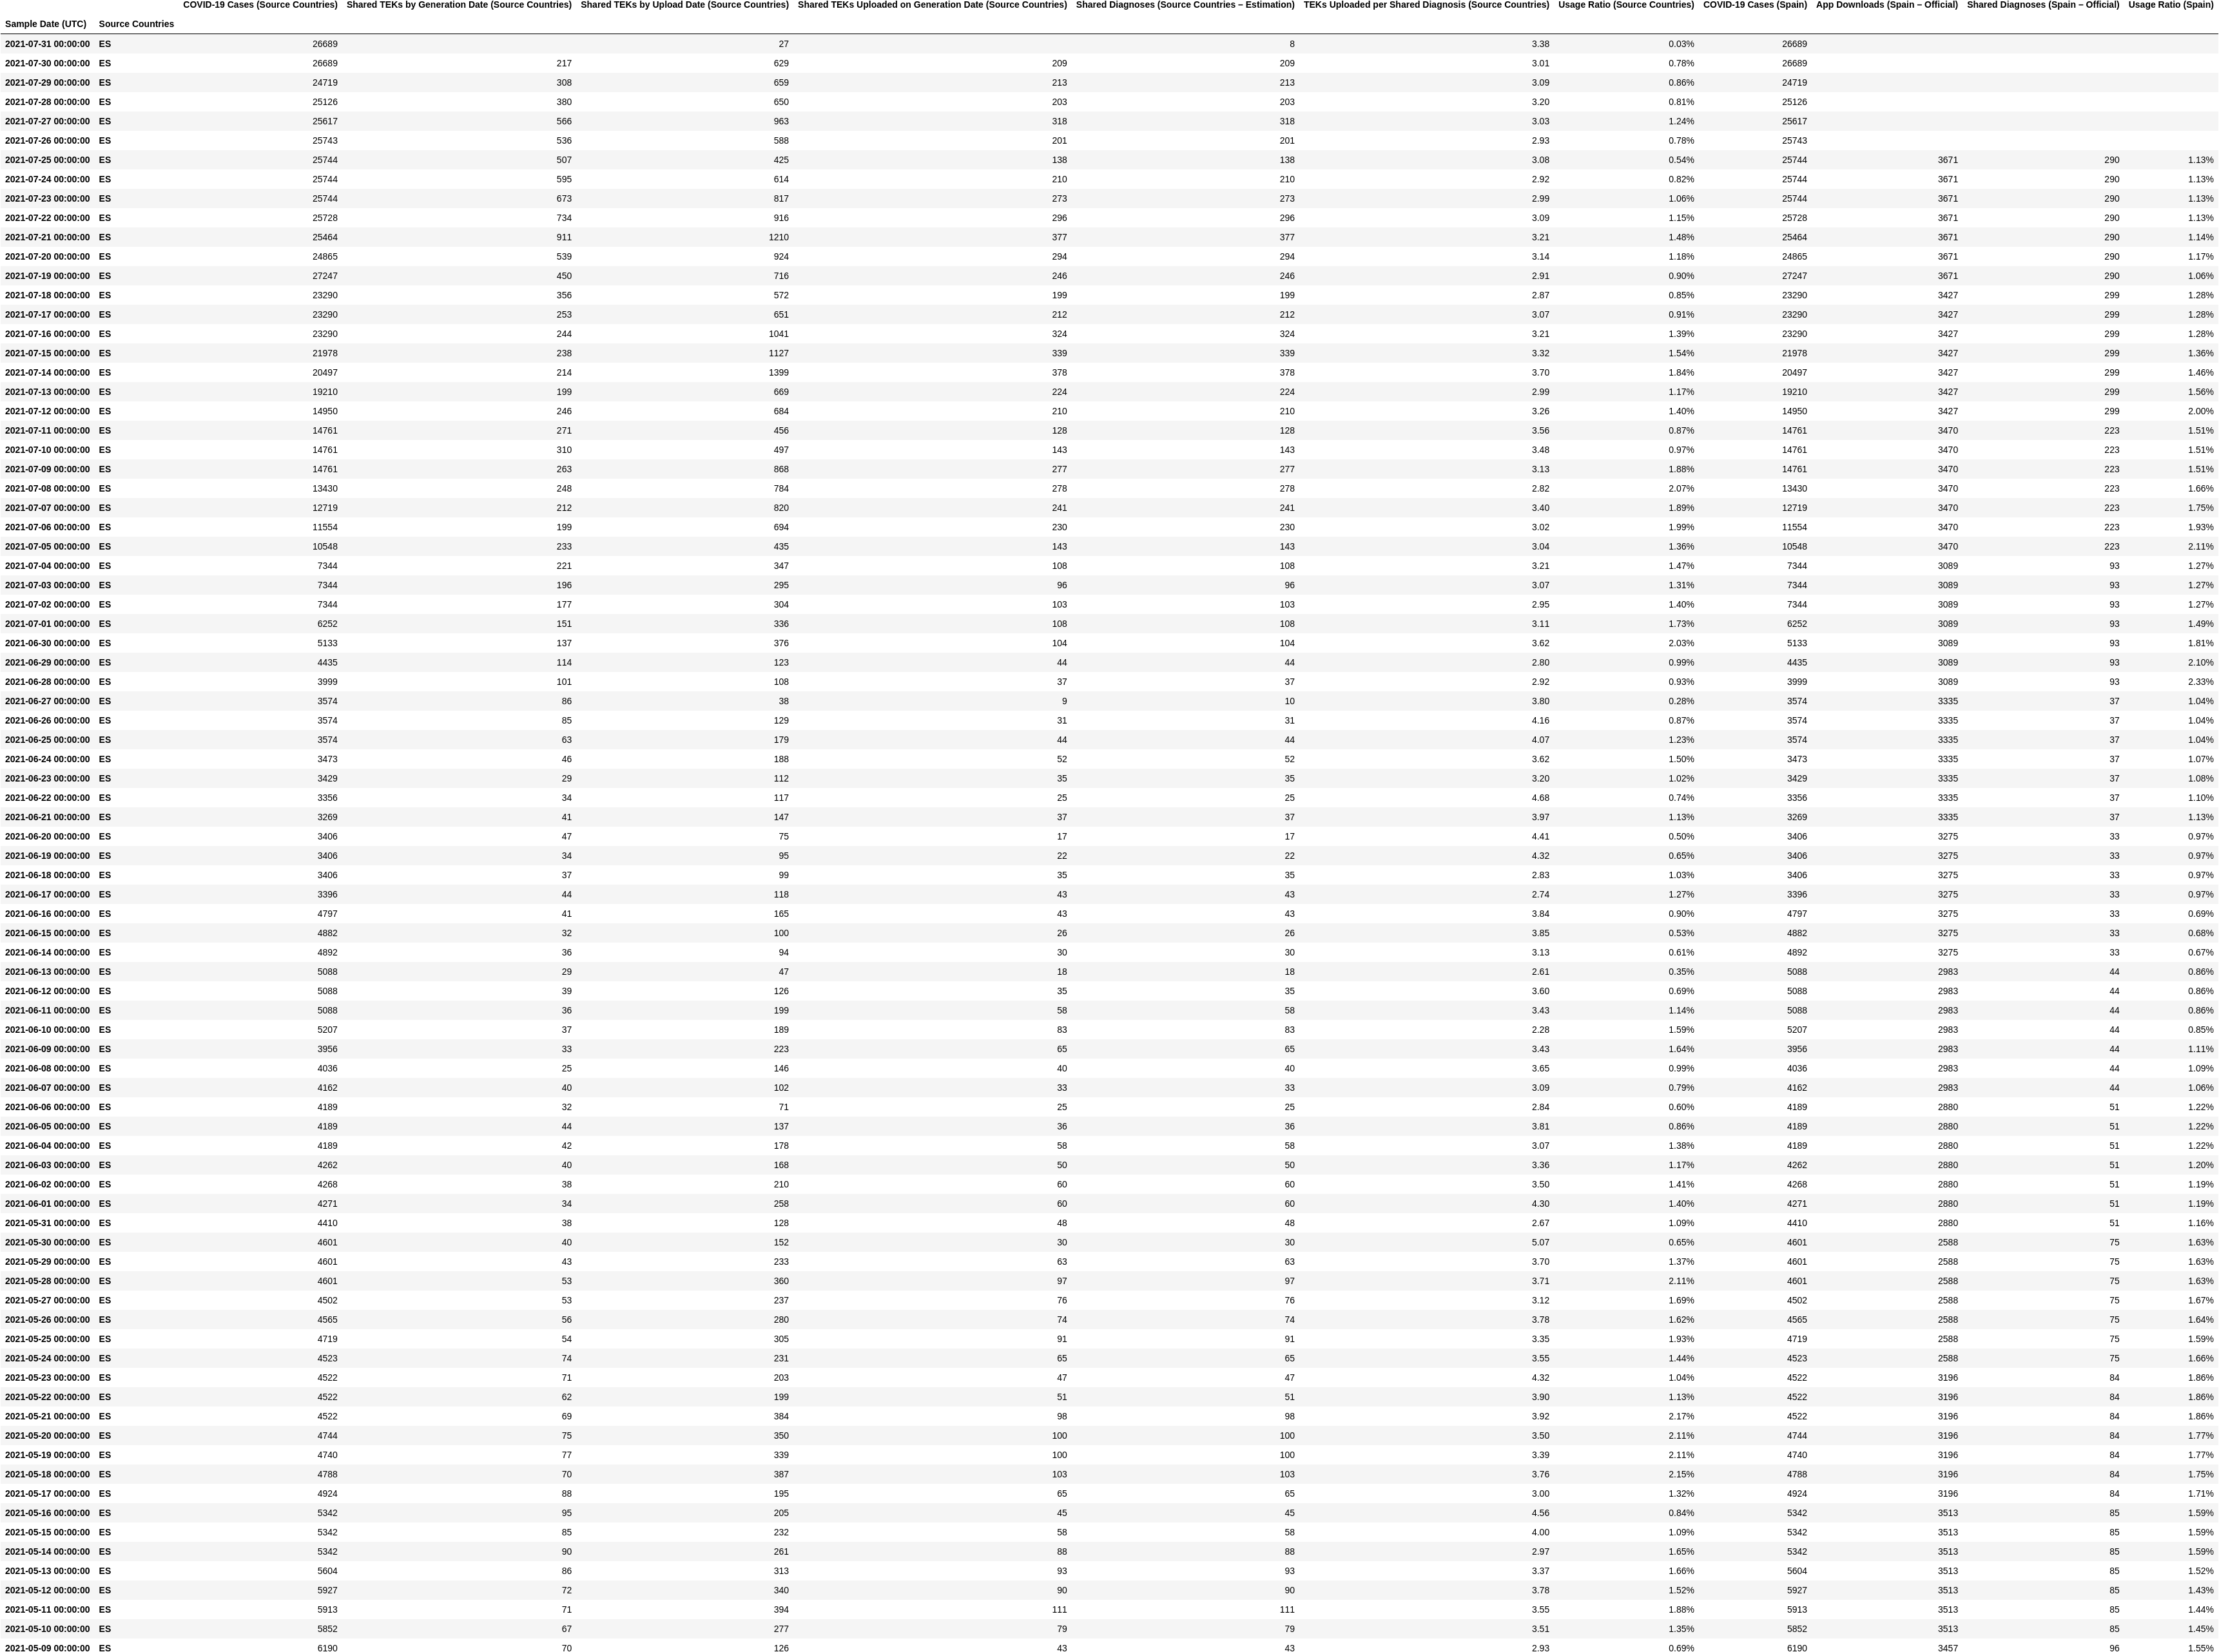 COVID-19 Cases (Source Countries) Shared TEKs by Generation Date (Source Countries) Shared TEKs by Upload Date (Source Countries) Shared TEKs Uploaded on Generation Date (Source Countries) Shared Diagnoses (Source Countries – Estimation) TEKs Uploaded per Shared Diagnosis (Source Countries) Usage Ratio (Source Countries) COVID-19 Cases (Spain) App Downloads (Spain – Official) Shared Diagnoses (Spain – Official) Usage Ratio (Spain)
Sample Date (UTC) Source Countries
2021-07-31 00:00:00 ES 26689 27 8 3.38 0.03% 26689
2021-07-30 00:00:00 ES 26689 217 629 209 209 3.01 0.78% 26689
2021-07-29 00:00:00 ES 24719 308 659 213 213 3.09 0.86% 24719
2021-07-28 00:00:00 ES 25126 380 650 203 203 3.20 0.81% 25126
2021-07-27 00:00:00 ES 25617 566 963 318 318 3.03 1.24% 25617
2021-07-26 00:00:00 ES 25743 536 588 201 201 2.93 0.78% 25743
2021-07-25 00:00:00 ES 25744 507 425 138 138 3.08 0.54% 25744 3671 290 1.13%
2021-07-24 00:00:00 ES 25744 595 614 210 210 2.92 0.82% 25744 3671 290 1.13%
2021-07-23 00:00:00 ES 25744 673 817 273 273 2.99 1.06% 25744 3671 290 1.13%
2021-07-22 00:00:00 ES 25728 734 916 296 296 3.09 1.15% 25728 3671 290 1.13%
2021-07-21 00:00:00 ES 25464 911 1210 377 377 3.21 1.48% 25464 3671 290 1.14%
2021-07-20 00:00:00 ES 24865 539 924 294 294 3.14 1.18% 24865 3671 290 1.17%
2021-07-19 00:00:00 ES 27247 450 716 246 246 2.91 0.90% 27247 3671 290 1.06%
2021-07-18 00:00:00 ES 23290 356 572 199 199 2.87 0.85% 23290 3427 299 1.28%
2021-07-17 00:00:00 ES 23290 253 651 212 212 3.07 0.91% 23290 3427 299 1.28%
2021-07-16 00:00:00 ES 23290 244 1041 324 324 3.21 1.39% 23290 3427 299 1.28%
2021-07-15 00:00:00 ES 21978 238 1127 339 339 3.32 1.54% 21978 3427 299 1.36%
2021-07-14 00:00:00 ES 20497 214 1399 378 378 3.70 1.84% 20497 3427 299 1.46%
2021-07-13 00:00:00 ES 19210 199 669 224 224 2.99 1.17% 19210 3427 299 1.56%
2021-07-12 00:00:00 ES 14950 246 684 210 210 3.26 1.40% 14950 3427 299 2.00%
2021-07-11 00:00:00 ES 14761 271 456 128 128 3.56 0.87% 14761 3470 223 1.51%
2021-07-10 00:00:00 ES 14761 310 497 143 143 3.48 0.97% 14761 3470 223 1.51%
2021-07-09 00:00:00 ES 14761 263 868 277 277 3.13 1.88% 14761 3470 223 1.51%
2021-07-08 00:00:00 ES 13430 248 784 278 278 2.82 2.07% 13430 3470 223 1.66%
2021-07-07 00:00:00 ES 12719 212 820 241 241 3.40 1.89% 12719 3470 223 1.75%
2021-07-06 00:00:00 ES 11554 199 694 230 230 3.02 1.99% 11554 3470 223 1.93%
2021-07-05 00:00:00 ES 10548 233 435 143 143 3.04 1.36% 10548 3470 223 2.11%
2021-07-04 00:00:00 ES 7344 221 347 108 108 3.21 1.47% 7344 3089 93 1.27%
2021-07-03 00:00:00 ES 7344 196 295 96 96 3.07 1.31% 7344 3089 93 1.27%
2021-07-02 00:00:00 ES 7344 177 304 103 103 2.95 1.40% 7344 3089 93 1.27%
2021-07-01 00:00:00 ES 6252 151 336 108 108 3.11 1.73% 6252 3089 93 1.49%
2021-06-30 00:00:00 ES 5133 137 376 104 104 3.62 2.03% 5133 3089 93 1.81%
2021-06-29 00:00:00 ES 4435 114 123 44 44 2.80 0.99% 4435 3089 93 2.10%
2021-06-28 00:00:00 ES 3999 101 108 37 37 2.92 0.93% 3999 3089 93 2.33%
2021-06-27 00:00:00 ES 3574 86 38 9 10 3.80 0.28% 3574 3335 37 1.04%
2021-06-26 00:00:00 ES 3574 85 129 31 31 4.16 0.87% 3574 3335 37 1.04%
2021-06-25 00:00:00 ES 3574 63 179 44 44 4.07 1.23% 3574 3335 37 1.04%
2021-06-24 00:00:00 ES 3473 46 188 52 52 3.62 1.50% 3473 3335 37 1.07%
2021-06-23 00:00:00 ES 3429 29 112 35 35 3.20 1.02% 3429 3335 37 1.08%
2021-06-22 00:00:00 ES 3356 34 117 25 25 4.68 0.74% 3356 3335 37 1.10%
2021-06-21 00:00:00 ES 3269 41 147 37 37 3.97 1.13% 3269 3335 37 1.13%
2021-06-20 00:00:00 ES 3406 47 75 17 17 4.41 0.50% 3406 3275 33 0.97%
2021-06-19 00:00:00 ES 3406 34 95 22 22 4.32 0.65% 3406 3275 33 0.97%
2021-06-18 00:00:00 ES 3406 37 99 35 35 2.83 1.03% 3406 3275 33 0.97%
2021-06-17 00:00:00 ES 3396 44 118 43 43 2.74 1.27% 3396 3275 33 0.97%
2021-06-16 00:00:00 ES 4797 41 165 43 43 3.84 0.90% 4797 3275 33 0.69%
2021-06-15 00:00:00 ES 4882 32 100 26 26 3.85 0.53% 4882 3275 33 0.68%
2021-06-14 00:00:00 ES 4892 36 94 30 30 3.13 0.61% 4892 3275 33 0.67%
2021-06-13 00:00:00 ES 5088 29 47 18 18 2.61 0.35% 5088 2983 44 0.86%
2021-06-12 00:00:00 ES 5088 39 126 35 35 3.60 0.69% 5088 2983 44 0.86%
2021-06-11 00:00:00 ES 5088 36 199 58 58 3.43 1.14% 5088 2983 44 0.86%
2021-06-10 00:00:00 ES 5207 37 189 83 83 2.28 1.59% 5207 2983 44 0.85%
2021-06-09 00:00:00 ES 3956 33 223 65 65 3.43 1.64% 3956 2983 44 1.11%
2021-06-08 00:00:00 ES 4036 25 146 40 40 3.65 0.99% 4036 2983 44 1.09%
2021-06-07 00:00:00 ES 4162 40 102 33 33 3.09 0.79% 4162 2983 44 1.06%
2021-06-06 00:00:00 ES 4189 32 71 25 25 2.84 0.60% 4189 2880 51 1.22%
2021-06-05 00:00:00 ES 4189 44 137 36 36 3.81 0.86% 4189 2880 51 1.22%
2021-06-04 00:00:00 ES 4189 42 178 58 58 3.07 1.38% 4189 2880 51 1.22%
2021-06-03 00:00:00 ES 4262 40 168 50 50 3.36 1.17% 4262 2880 51 1.20%
2021-06-02 00:00:00 ES 4268 38 210 60 60 3.50 1.41% 4268 2880 51 1.19%
2021-06-01 00:00:00 ES 4271 34 258 60 60 4.30 1.40% 4271 2880 51 1.19%
2021-05-31 00:00:00 ES 4410 38 128 48 48 2.67 1.09% 4410 2880 51 1.16%
2021-05-30 00:00:00 ES 4601 40 152 30 30 5.07 0.65% 4601 2588 75 1.63%
2021-05-29 00:00:00 ES 4601 43 233 63 63 3.70 1.37% 4601 2588 75 1.63%
2021-05-28 00:00:00 ES 4601 53 360 97 97 3.71 2.11% 4601 2588 75 1.63%
2021-05-27 00:00:00 ES 4502 53 237 76 76 3.12 1.69% 4502 2588 75 1.67%
2021-05-26 00:00:00 ES 4565 56 280 74 74 3.78 1.62% 4565 2588 75 1.64%
2021-05-25 00:00:00 ES 4719 54 305 91 91 3.35 1.93% 4719 2588 75 1.59%
2021-05-24 00:00:00 ES 4523 74 231 65 65 3.55 1.44% 4523 2588 75 1.66%
2021-05-23 00:00:00 ES 4522 71 203 47 47 4.32 1.04% 4522 3196 84 1.86%
2021-05-22 00:00:00 ES 4522 62 199 51 51 3.90 1.13% 4522 3196 84 1.86%
2021-05-21 00:00:00 ES 4522 69 384 98 98 3.92 2.17% 4522 3196 84 1.86%
2021-05-20 00:00:00 ES 4744 75 350 100 100 3.50 2.11% 4744 3196 84 1.77%
2021-05-19 00:00:00 ES 4740 77 339 100 100 3.39 2.11% 4740 3196 84 1.77%
2021-05-18 00:00:00 ES 4788 70 387 103 103 3.76 2.15% 4788 3196 84 1.75%
2021-05-17 00:00:00 ES 4924 88 195 65 65 3.00 1.32% 4924 3196 84 1.71%
2021-05-16 00:00:00 ES 5342 95 205 45 45 4.56 0.84% 5342 3513 85 1.59%
2021-05-15 00:00:00 ES 5342 85 232 58 58 4.00 1.09% 5342 3513 85 1.59%
2021-05-14 00:00:00 ES 5342 90 261 88 88 2.97 1.65% 5342 3513 85 1.59%
2021-05-13 00:00:00 ES 5604 86 313 93 93 3.37 1.66% 5604 3513 85 1.52%
2021-05-12 00:00:00 ES 5927 72 340 90 90 3.78 1.52% 5927 3513 85 1.43%
2021-05-11 00:00:00 ES 5913 71 394 111 111 3.55 1.88% 5913 3513 85 1.44%
2021-05-10 00:00:00 ES 5852 67 277 79 79 3.51 1.35% 5852 3513 85 1.45%
2021-05-09 00:00:00 ES 6190 70 126 43 43 2.93 0.69% 6190 3457 96 1.55%